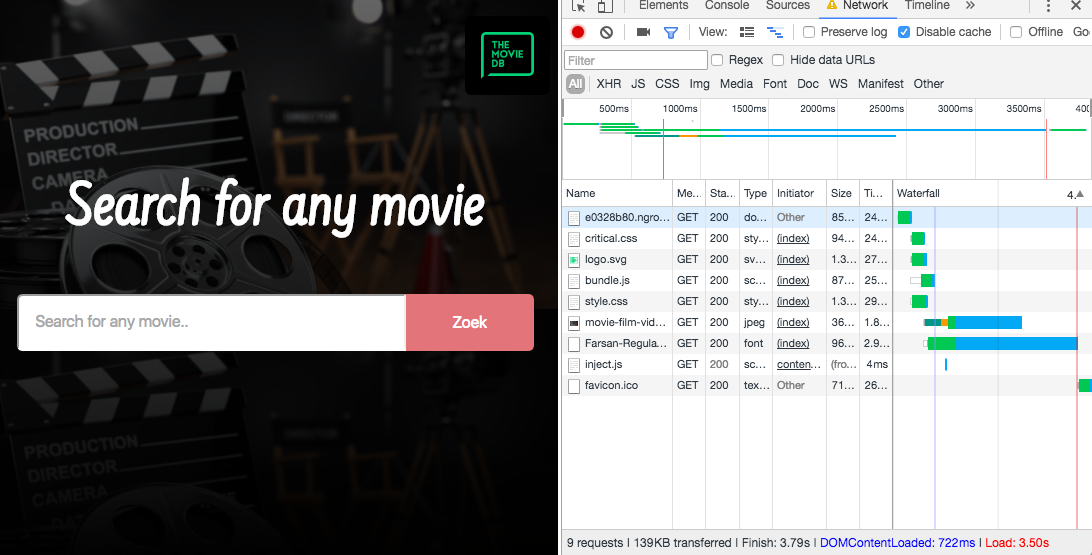 THE
MOVIE
DB
PRODUCTION
DIRECTOR
CAMERA
DIRECTOR
Search for any movie
Search for any movie..
Zoek
PRODUCTION
DIRECTOR
CAMERA
Elements Console Sources Network Timeline »
View: Preserve log Disable cache Offline
Filter Regex Hide data URLs
All XHR JS CSS Img Media Font Doc WS Manifest Other
500ms 1000ms 1500ms 2000ms 2500ms 3000ms 3500ms 400
Name Me... Sta... Type Initiator Size Ti... Waterfall 4.▲
e0328b80.ngro... GET 200 do... Other 85... 24...
critical.css GET 200 sty... (index) 94... 24...
logo.svg GET 200 sv... (index) 1.3... 27...
bundle.js GET 200 sc... (index) 87... 25...
style.css GET 200 sty... (index) 1.3... 29...
movie-film-vid... GET 200 jpeg (index) 36... 1.8...
Farsan-Regula... GET 200 font (index) 96... 2.9...
inject.js GET 200 sc... conten... (fro... 4ms
favicon.ico GET 200 tex... Other 71... 26...
9 requests | 139KB transferred | Finish: 3.79s | DOMContentLoaded: 722ms | Load: 3.50s